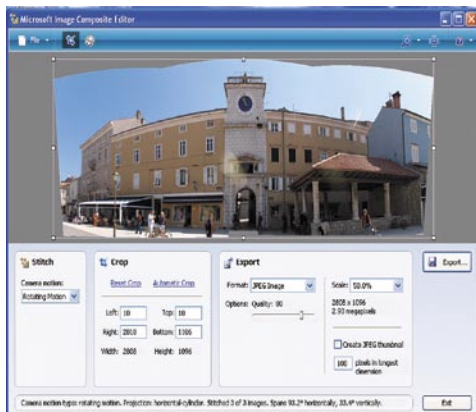 Microsoft Image Composite Editor
File
Stitch
Camera motion:
Rotating Motion
Crop
Reset Crop Automatic Crop
Left: 10 Top: 10
Right: 2818 Bottom: 1106
Width: 2808 Height: 1096
Export
Format: JPEG Image Scale: 50.0%
Options: Quality: 80 2808 x 1096
2.93 megapixels
Create JPEG thumbnail
100 pixels in longest
dimension
Export...
Camera motion type: rotating motion. Projection: horizontal-cylinder. Stitched 3 of 3 images. Spans 93.2° horizontally, 33.4° vertically.
Exit